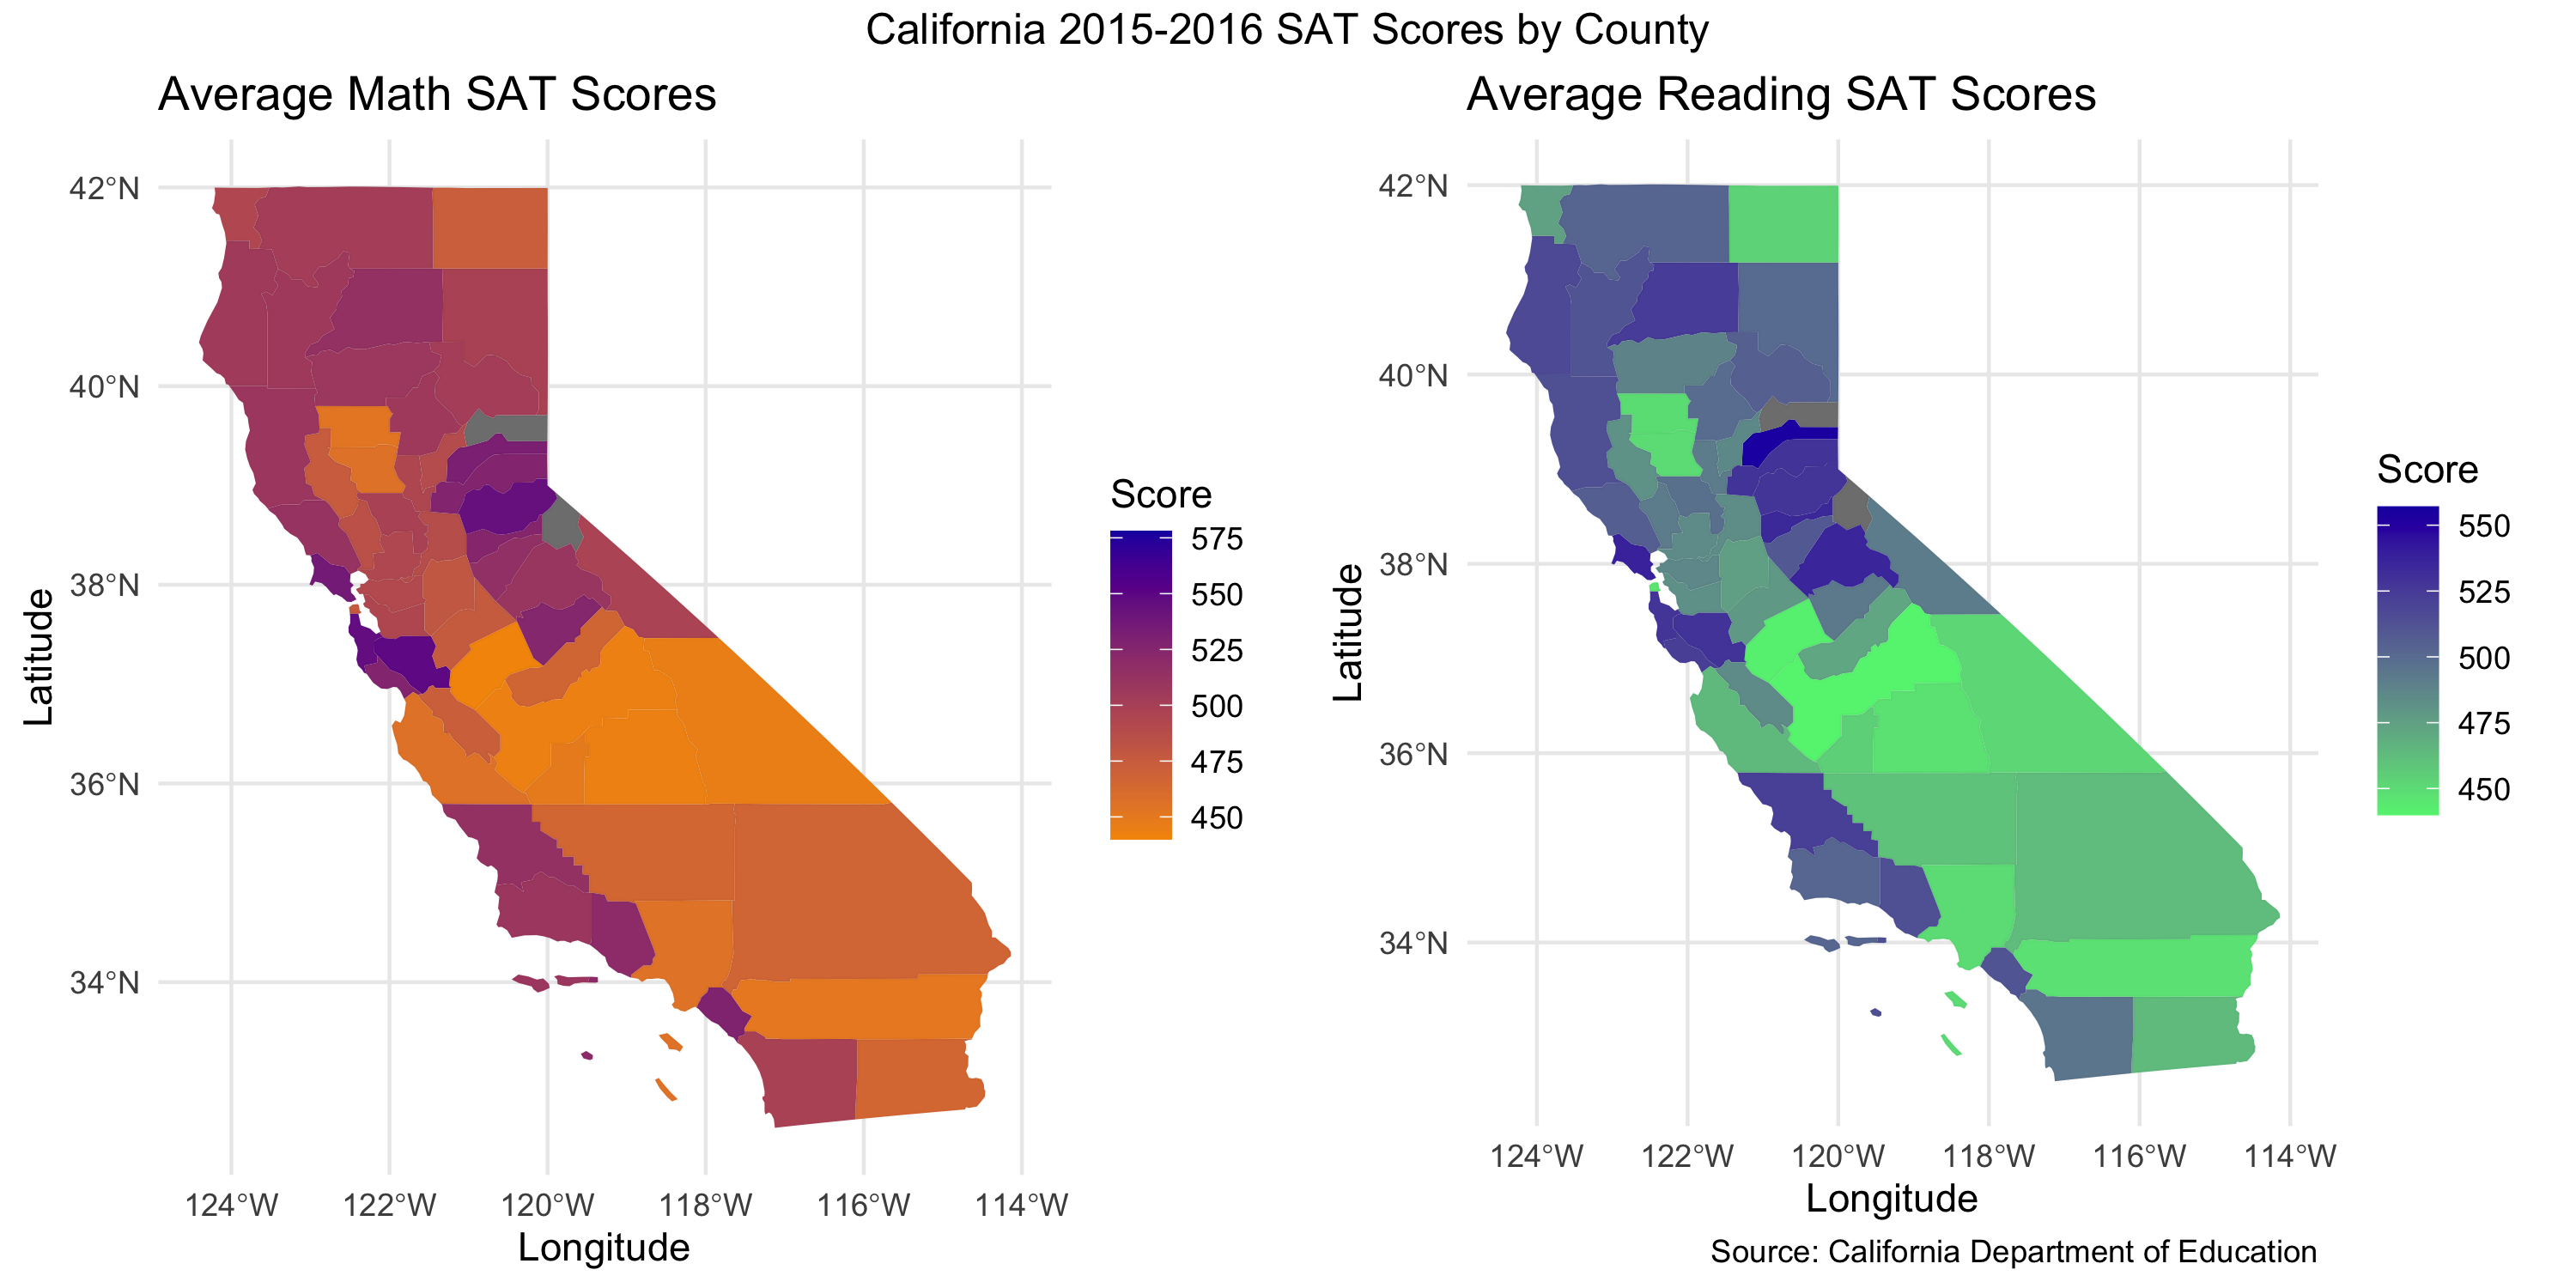 California 2015-2016 SAT Scores by County
Average Math SAT Scores
42°N
40°N
38°N
36°N
34°N
Latitude
124°W 122°W 120°W 118°W 116°W 114°W
Longitude
Score
575
550
525
500
475
450
Average Reading SAT Scores
42°N
40°N
38°N
36°N
34°N
Latitude
124°W 122°W 120°W 118°W 116°W 114°W
Longitude
Score
550
525
500
475
450
Source: California Department of Education